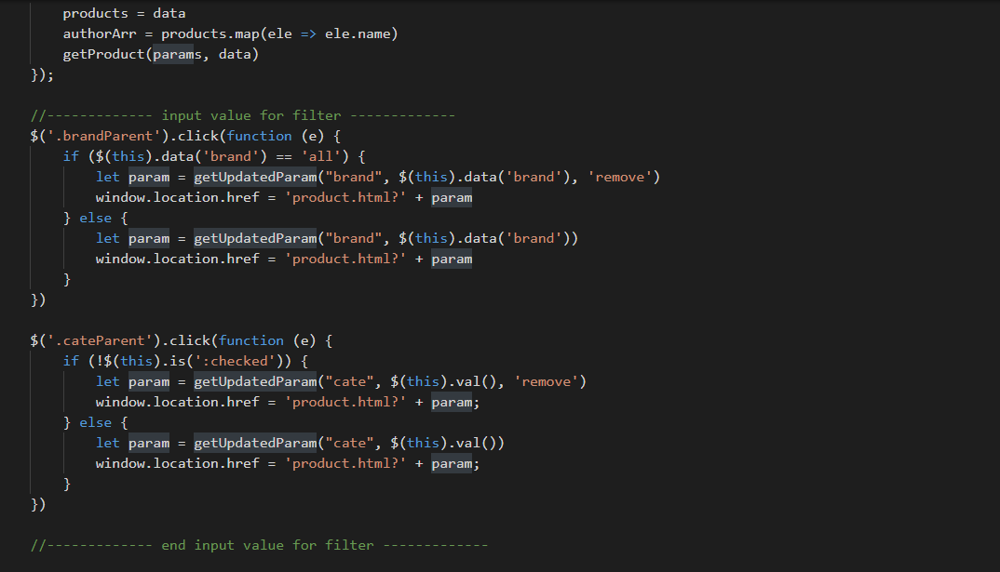 products = data
authorArr = products.map(ele => ele.name)
getProduct(params, data)
});
//------------- input value for filter -------------
$('.brandParent').click(function (e) {
if ($(this).data('brand') == 'all') {
let param = getUpdatedParam("brand", $(this).data('brand'), 'remove')
window.location.href = 'product.html?' + param
} else {
let param = getUpdatedParam("brand", $(this).data('brand'))
window.location.href = 'product.html?' + param
}
})
$('.cateParent').click(function (e) {
if (!$(this).is(':checked')) {
let param = getUpdatedParam("cate", $(this).val(), 'remove')
window.location.href = 'product.html?' + param;
} else {
let param = getUpdatedParam("cate", $(this).val())
window.location.href = 'product.html?' + param;
}
})
//------------- end input value for filter -------------